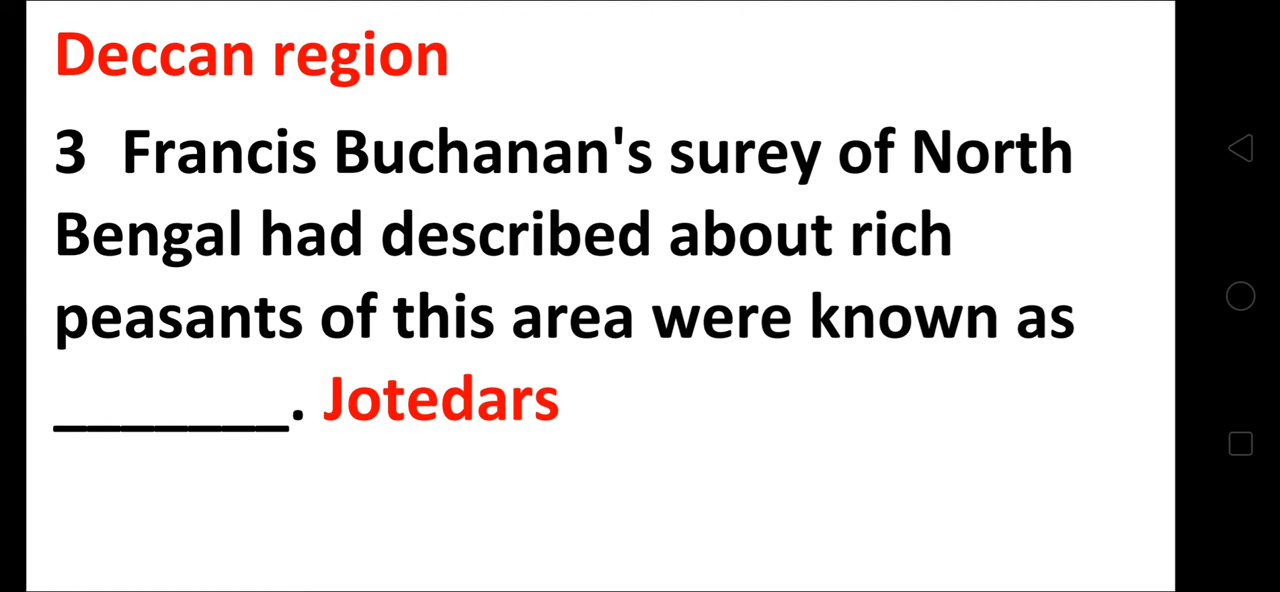 Deccan region
3 Francis Buchanan's surey of North
Bengal had described about rich
peasants of this area were known as
_______. Jotedars